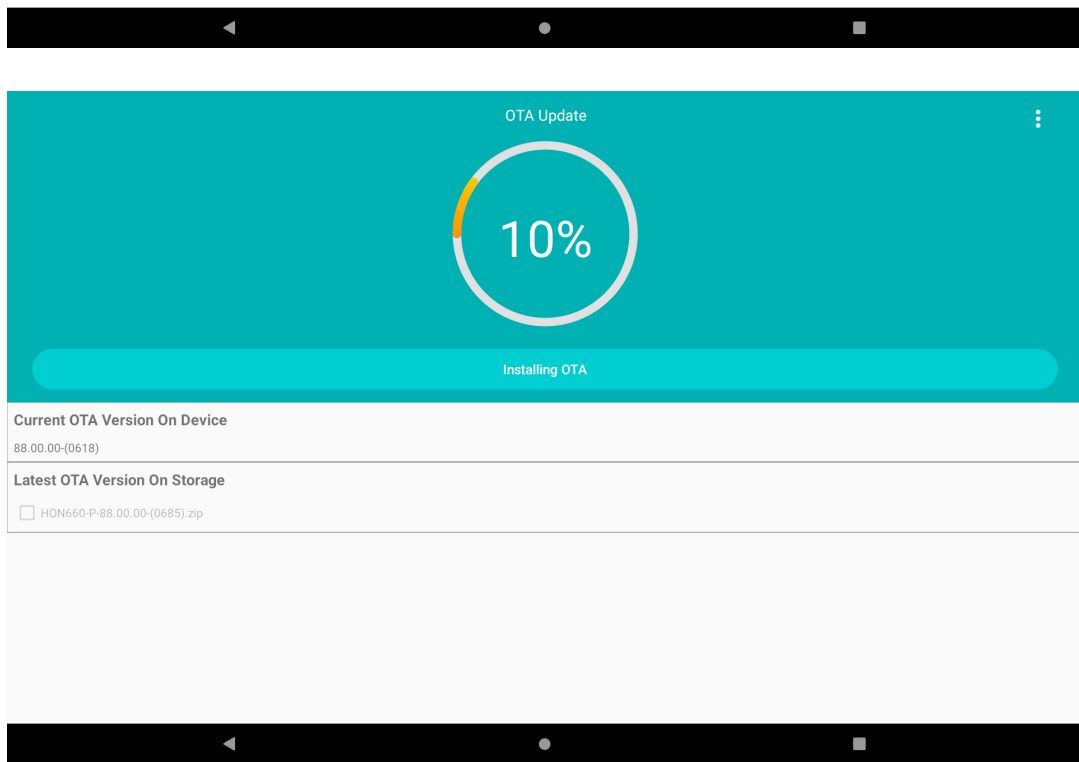 OTA Update
10%
Installing OTA
Current OTA Version On Device
88.00.00-(0618)
Latest OTA Version On Storage
HON660-P-88.00.00-(0685).zip